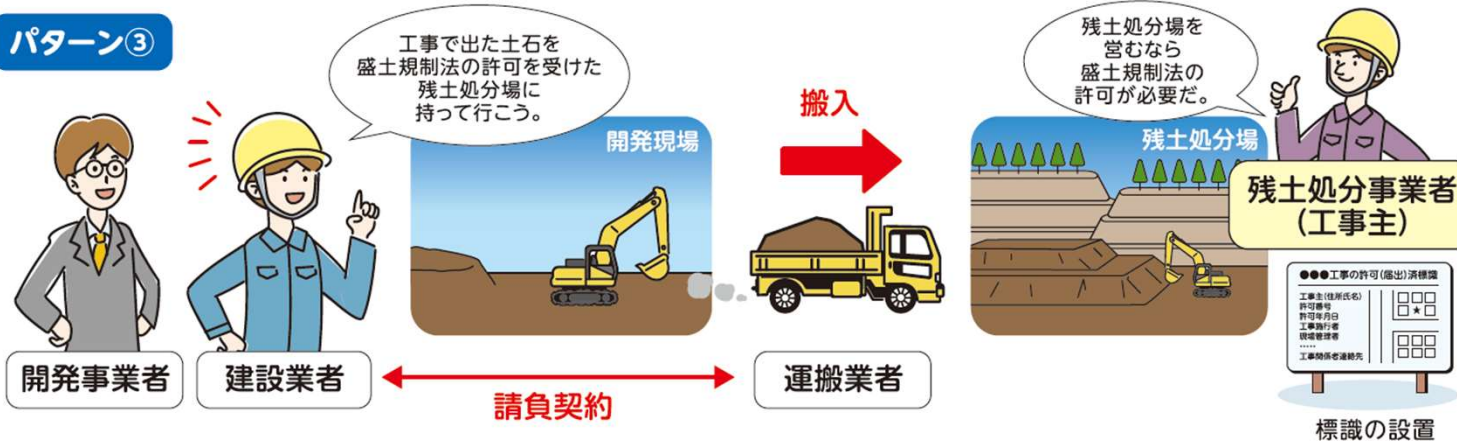 パターン③
工事で出た土石を
盛土規制法の許可を受けた
残土処分場に
持って行こう。
開発現場
搬入
残土処分場を
営むなら
盛土規制法の
許可が必要だ。
残土処分場
残土処分事業者
(工事主)
●●●工事の許可(届出)済標識
工事主(住所氏名)
許可番号
許可年月日
工事施行者
現場管理者
……
工事関係者連絡先
開発事業者
建設業者
請負契約
運搬業者
標識の設置